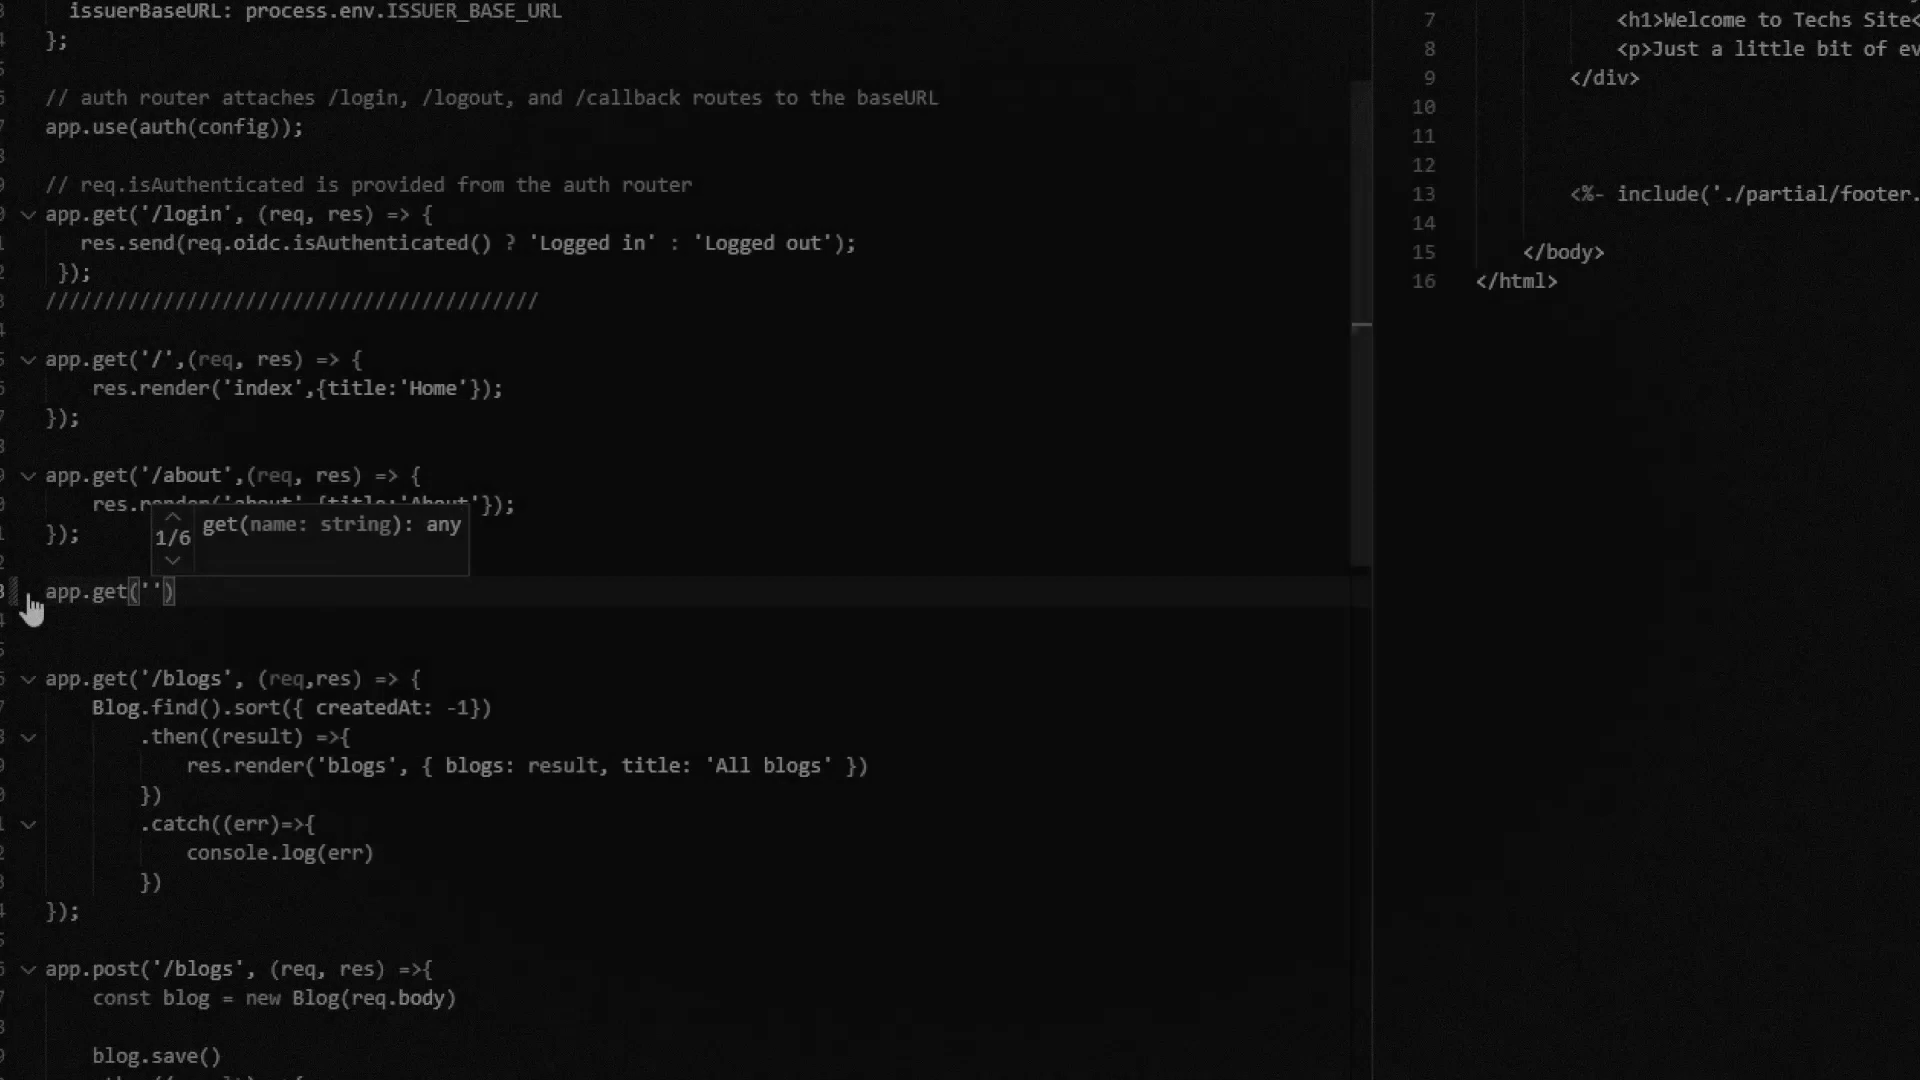 issuerBaseURL: process.env.ISSUER_BASE_URL
};
// auth router attaches /login, /logout, and /callback routes to the baseURL
app.use(auth(config));
// req.isAuthenticated is provided from the auth router
app.get('/login', (req, res) => {
res.send(req.oidc.isAuthenticated() ? 'Logged in' : 'Logged out');
});
//////////////////////////////////////////
app.get('/',(req, res) => {
res.render('index',{title:'Home'});
});
app.get('/about',(req, res) => {
res.render('about',{title:'About'});
});
1/6 get(name: string): any
app.get('')
app.get('/blogs', (req,res) => {
Blog.find().sort({ createdAt: -1})
.then((result) =>{
res.render('blogs', { blogs: result, title: 'All blogs' })
})
.catch((err)=>{
console.log(err)
})
});
app.post('/blogs', (req, res) =>{
const blog = new Blog(req.body)
blog.save()
7 <h1>Welcome to Techs Site<
8 <p>Just a little bit of ev
9 </div>
10
11
12
13 <%- include('./partial/footer.
14
15 </body>
16 </html>